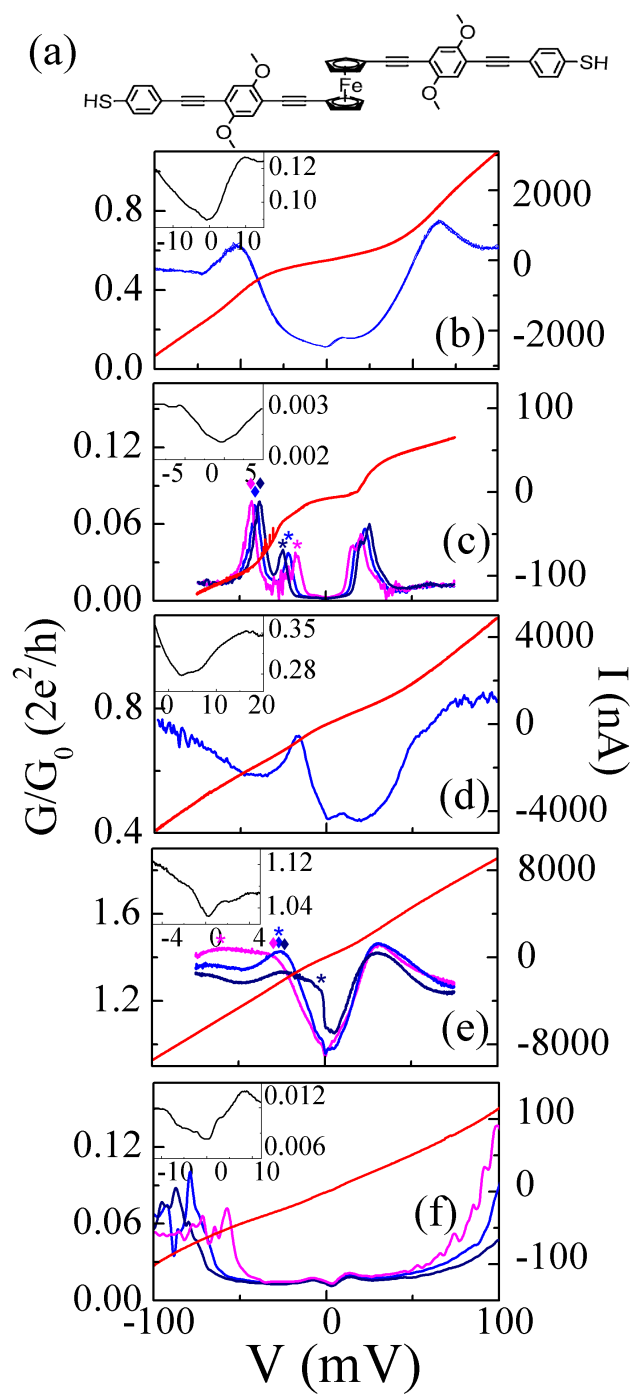 (a)
HS
O
O
Fe
O
O
SH
G/G0 (2e2/h)
I (nA)
0.8
0.4
0.0
0.12
0.10
-10 0 10
2000
0
-2000
(b)
0.12
0.06
0.00
0.003
0.002
-5 0 5
100
0
-100
(c)
* * *
0.8
0.4
0.35
0.28
0 10 20
4000
0
-4000
(d)
1.6
1.2
1.12
1.04
-4 0 4
8000
0
-8000
(e)
* * *
0.12
0.06
0.00
0.012
0.006
-10 0 10
100
0
-100
(f)
-100 0 100
V (mV)